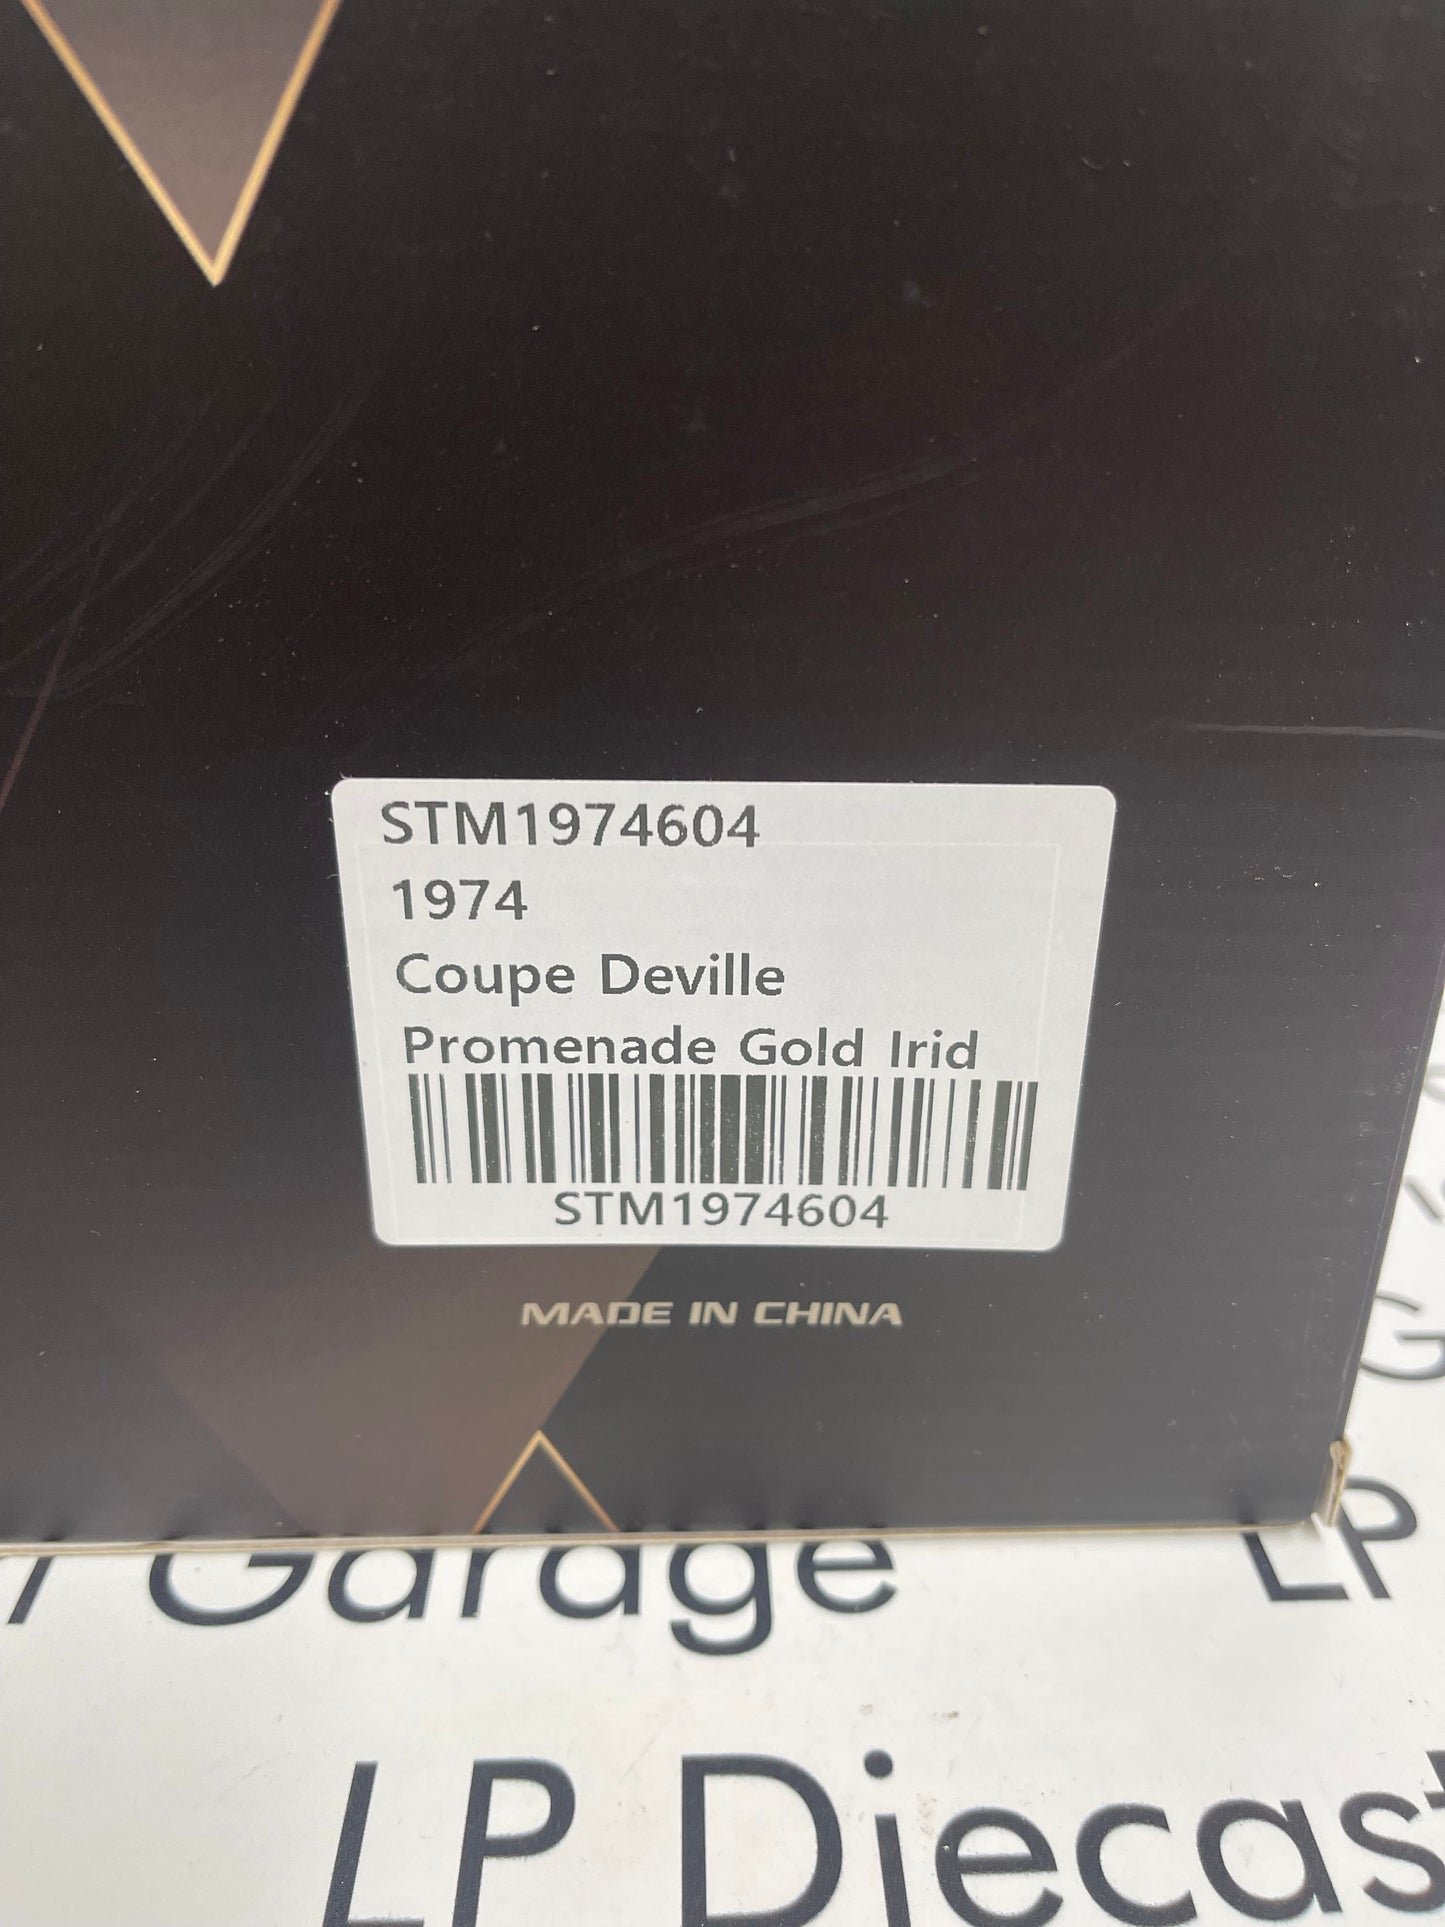 STM1974604
1974
Coupe Deville
Promenade Gold Irid
STM1974604
MADE IN CHINA
G
Garage
LP
LP Diecast